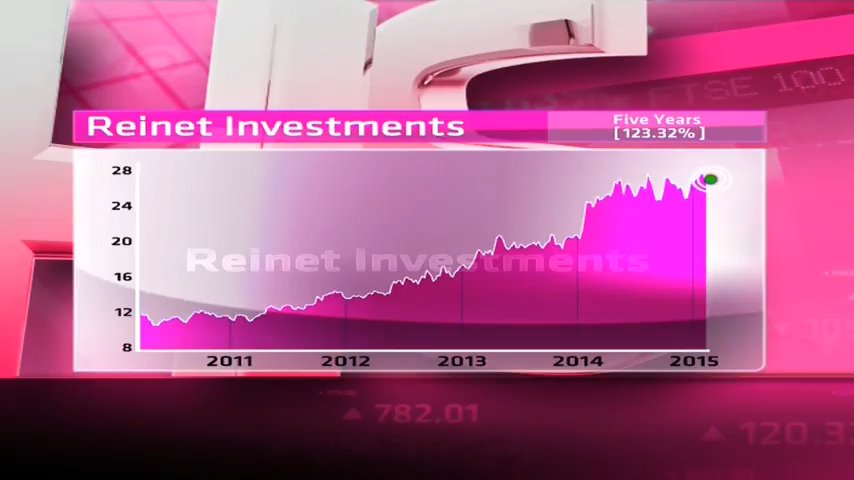 FTSE 100
Reinet Investments
Five Years
[123.32%]
28
24
20
Reinet Investments
16
12
8
2011 2012 2013 2014 2015
▲ 782.01
▲ 120.3